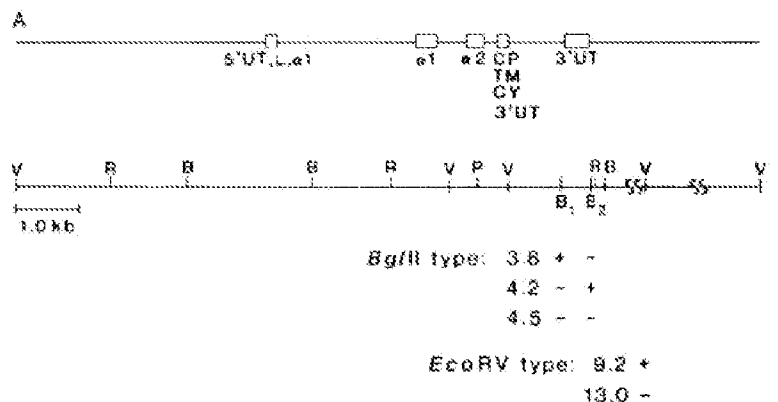 A
5'UT,L,α1 α1 α2 CP 3'UT
TM
CY
3'UT
V R B B R V P V R B V V
B1 B2
1.0 kb
BglII type: 3.8 + -
4.2 - +
4.5 - -
EcoRV type: 9.2 +
13.0 -